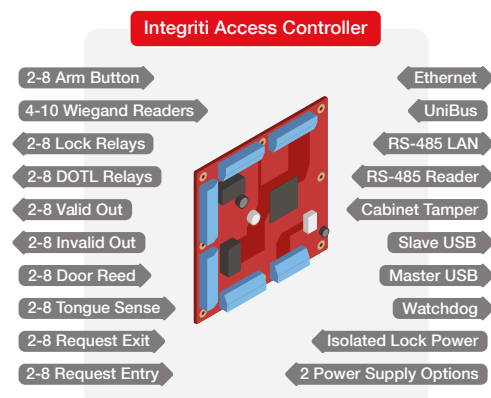 Integriti Access Controller
2-8 Arm Button
4-10 Wiegand Readers
2-8 Lock Relays
2-8 DOTL Relays
2-8 Valid Out
2-8 Invalid Out
2-8 Door Reed
2-8 Tongue Sense
2-8 Request Exit
2-8 Request Entry
Ethernet
UniBus
RS-485 LAN
RS-485 Reader
Cabinet Tamper
Slave USB
Master USB
Watchdog
Isolated Lock Power
2 Power Supply Options